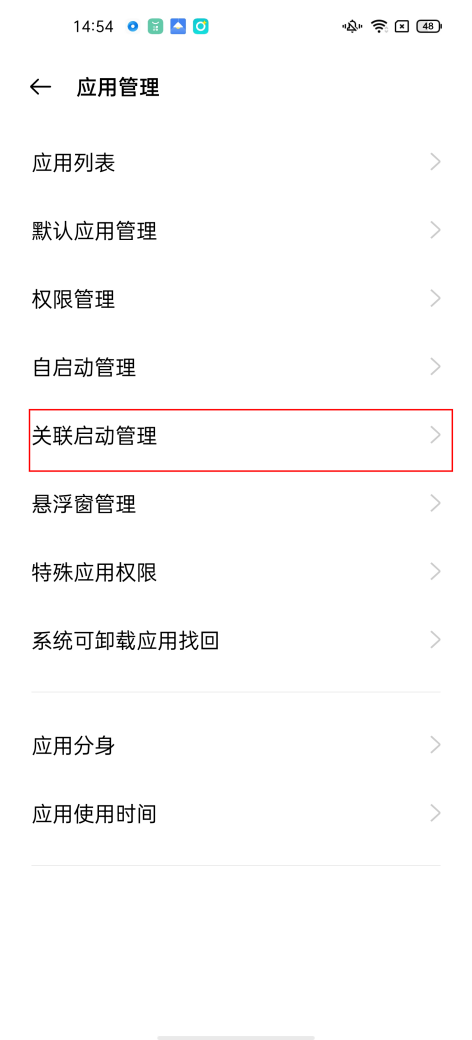 14:54
48
应用管理
应用列表
默认应用管理
权限管理
自启动管理
关联启动管理
悬浮窗管理
特殊应用权限
系统可卸载应用找回
应用分身
应用使用时间